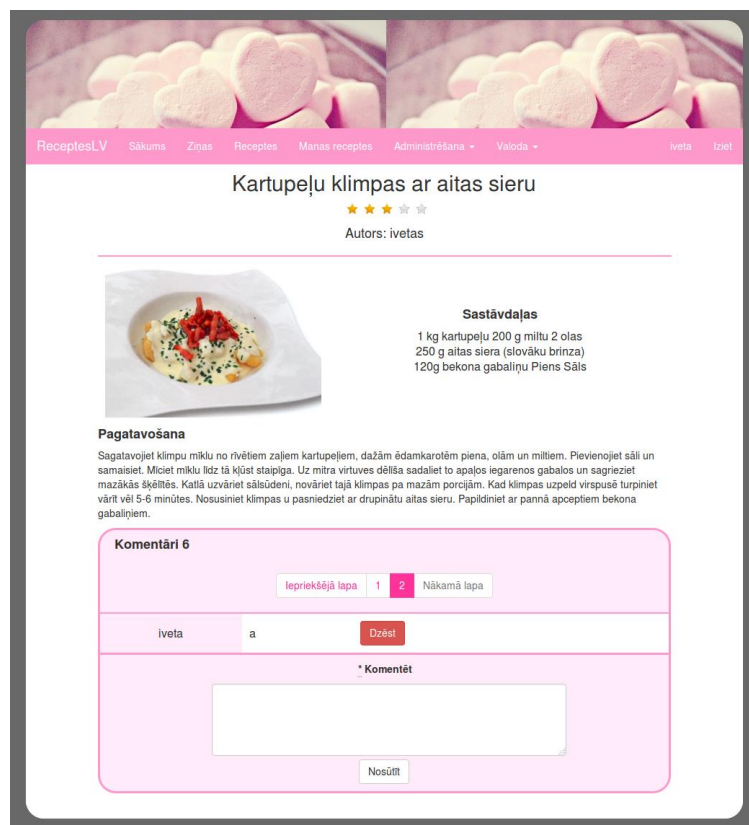 ReceptesLV Sākums Ziņas Receptes Manas receptes Administrēšana Valoda iveta Iziet
Kartupeļu klimpas ar aitas sieru
Autors: ivetas
Sastāvdaļas
1 kg kartupeļu 200 g miltu 2 olas
250 g aitas siera (slovāku brinza)
120g bekona gabaliņu Piens Sāls
Pagatavošana
Sagatavojiet klimpu mīklu no rīvētiem zaļiem kartupeļiem, dažām ēdamkarotēm piena, olām un miltiem. Pievienojiet sāli un
samaisiet. Mīciet mīklu līdz tā kļūst staipīga. Uz mitra virtuves dēlīša sadaliet to apaļos iegarenos gabalos un sagrieziet
mazākās šķēlītēs. Katlā uzvāriet sālsūdeni, novāriet tajā klimpas pa mazām porcijām. Kad klimpas uzpeld virspusē turpiniet
vārīt vēl 5-6 minūtes. Nosusiniet klimpas u pasniedziet ar drupinātu aitas sieru. Papildiniet ar pannā apceptiem bekona
gabaliņiem.
Komentāri 6
Iepriekšējā lapa 1 2 Nākamā lapa
iveta a Dzēst
* Komentēt
Nosūtīt